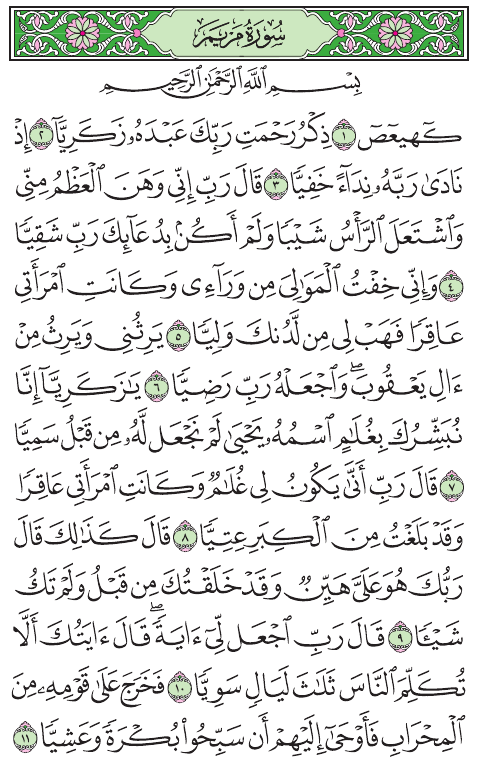 سُورَةُ مَرْيَمَ
بِسْمِ ٱللَّهِ ٱلرَّحْمَٰنِ ٱلرَّحِيمِ
كٓهيعٓصٓ ١ ذِكْرُ رَحْمَتِ رَبِّكَ عَبْدَهُۥ زَكَرِيَّآ ٢ إِذْ
نَادَىٰ رَبَّهُۥ نِدَآءً خَفِيًّا ٣ قَالَ رَبِّ إِنِّى وَهَنَ ٱلْعَظْمُ مِنِّى
وَٱشْتَعَلَ ٱلرَّأْسُ شَيْبًا وَلَمْ أَكُنۢ بِدُعَآئِكَ رَبِّ شَقِيًّا
٤ وَإِنِّى خِفْتُ ٱلْمَوَٰلِىَ مِن وَرَآءِى وَكَانَتِ ٱمْرَأَتِى
عَاقِرًا فَهَبْ لِى مِن لَّدُنكَ وَلِيًّا ٥ يَرِثُنِى وَيَرِثُ مِنْ
ءَالِ يَعْقُوبَ ۖ وَٱجْعَلْهُ رَبِّ رَضِيًّا ٦ يَٰزَكَرِيَّآ إِنَّا
نُبَشِّرُكَ بِغُلَٰمٍ ٱسْمُهُۥ يَحْيَىٰ لَمْ نَجْعَل لَّهُۥ مِن قَبْلُ سَمِيًّا
٧ قَالَ رَبِّ أَنَّىٰ يَكُونُ لِى غُلَٰمٌ وَكَانَتِ ٱمْرَأَتِى عَاقِرًا
وَقَدْ بَلَغْتُ مِنَ ٱلْكِبَرِ عِتِيًّا ٨ قَالَ كَذَٰلِكَ قَالَ
رَبُّكَ هُوَ عَلَىَّ هَيِّنٌ وَقَدْ خَلَقْتُكَ مِن قَبْلُ وَلَمْ تَكُ
شَيْـًٔا ٩ قَالَ رَبِّ ٱجْعَل لِّىٓ ءَايَةً ۚ قَالَ ءَايَتُكَ أَلَّا
تُكَلِّمَ ٱلنَّاسَ ثَلَٰثَ لَيَالٍ سَوِيًّا ١٠ فَخَرَجَ عَلَىٰ قَوْمِهِۦ مِنَ
ٱلْمِحْرَابِ فَأَوْحَىٰٓ إِلَيْهِمْ أَن سَبِّحُوا۟ بُكْرَةً وَعَشِيًّا ١١